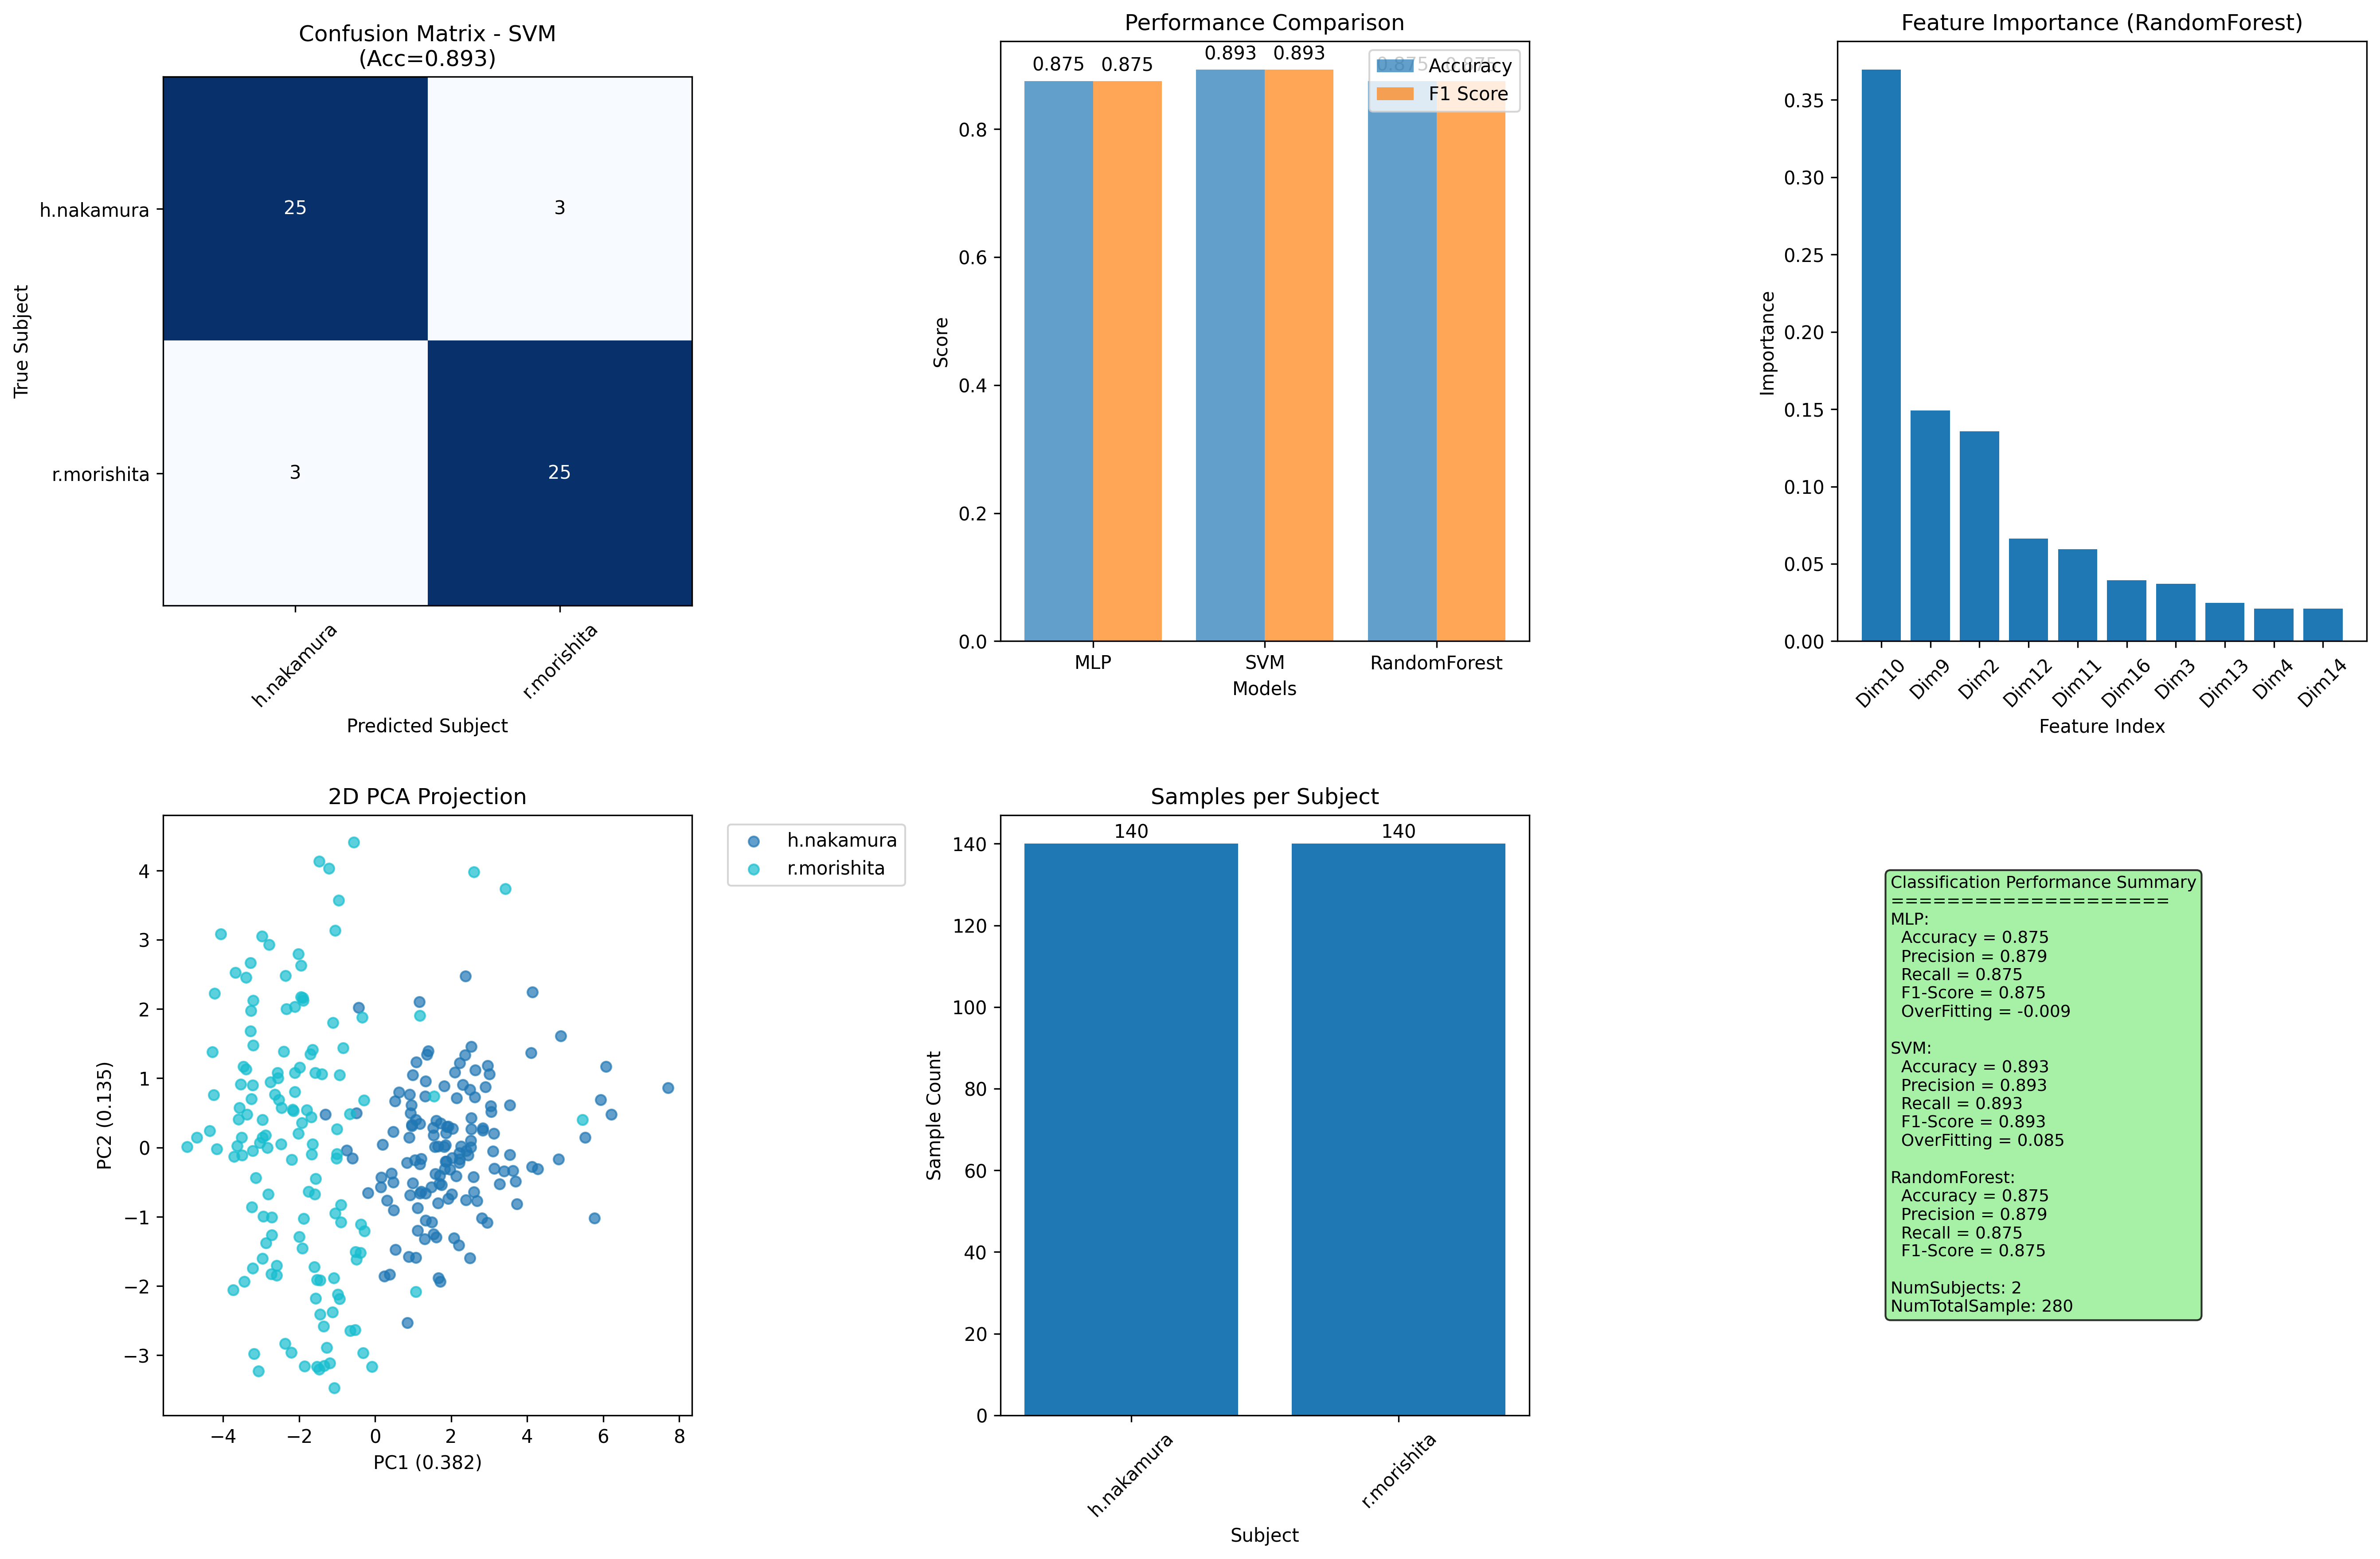 Confusion Matrix - SVM
(Acc=0.893)
True Subject
h.nakamura
r.morishita
25
3
3
25
h.nakamura
r.morishita
Predicted Subject
Performance Comparison
Score
0.8
0.6
0.4
0.2
0.0
0.875
0.875
0.893
0.893
0.875
0.875
Accuracy
F1 Score
MLP
SVM
RandomForest
Models
Feature Importance (RandomForest)
Importance
0.35
0.30
0.25
0.20
0.15
0.10
0.05
0.00
Dim10
Dim9
Dim2
Dim12
Dim11
Dim16
Dim3
Dim13
Dim4
Dim14
Feature Index
2D PCA Projection
PC2 (0.135)
4
3
2
1
0
−1
−2
−3
−4
−2
0
2
4
6
8
PC1 (0.382)
h.nakamura
r.morishita
Samples per Subject
Sample Count
140
120
100
80
60
40
20
0
140
140
h.nakamura
r.morishita
Subject
Classification Performance Summary
====================
MLP:
Accuracy = 0.875
Precision = 0.879
Recall = 0.875
F1-Score = 0.875
OverFitting = -0.009
SVM:
Accuracy = 0.893
Precision = 0.893
Recall = 0.893
F1-Score = 0.893
OverFitting = 0.085
RandomForest:
Accuracy = 0.875
Precision = 0.879
Recall = 0.875
F1-Score = 0.875
NumSubjects: 2
NumTotalSample: 280